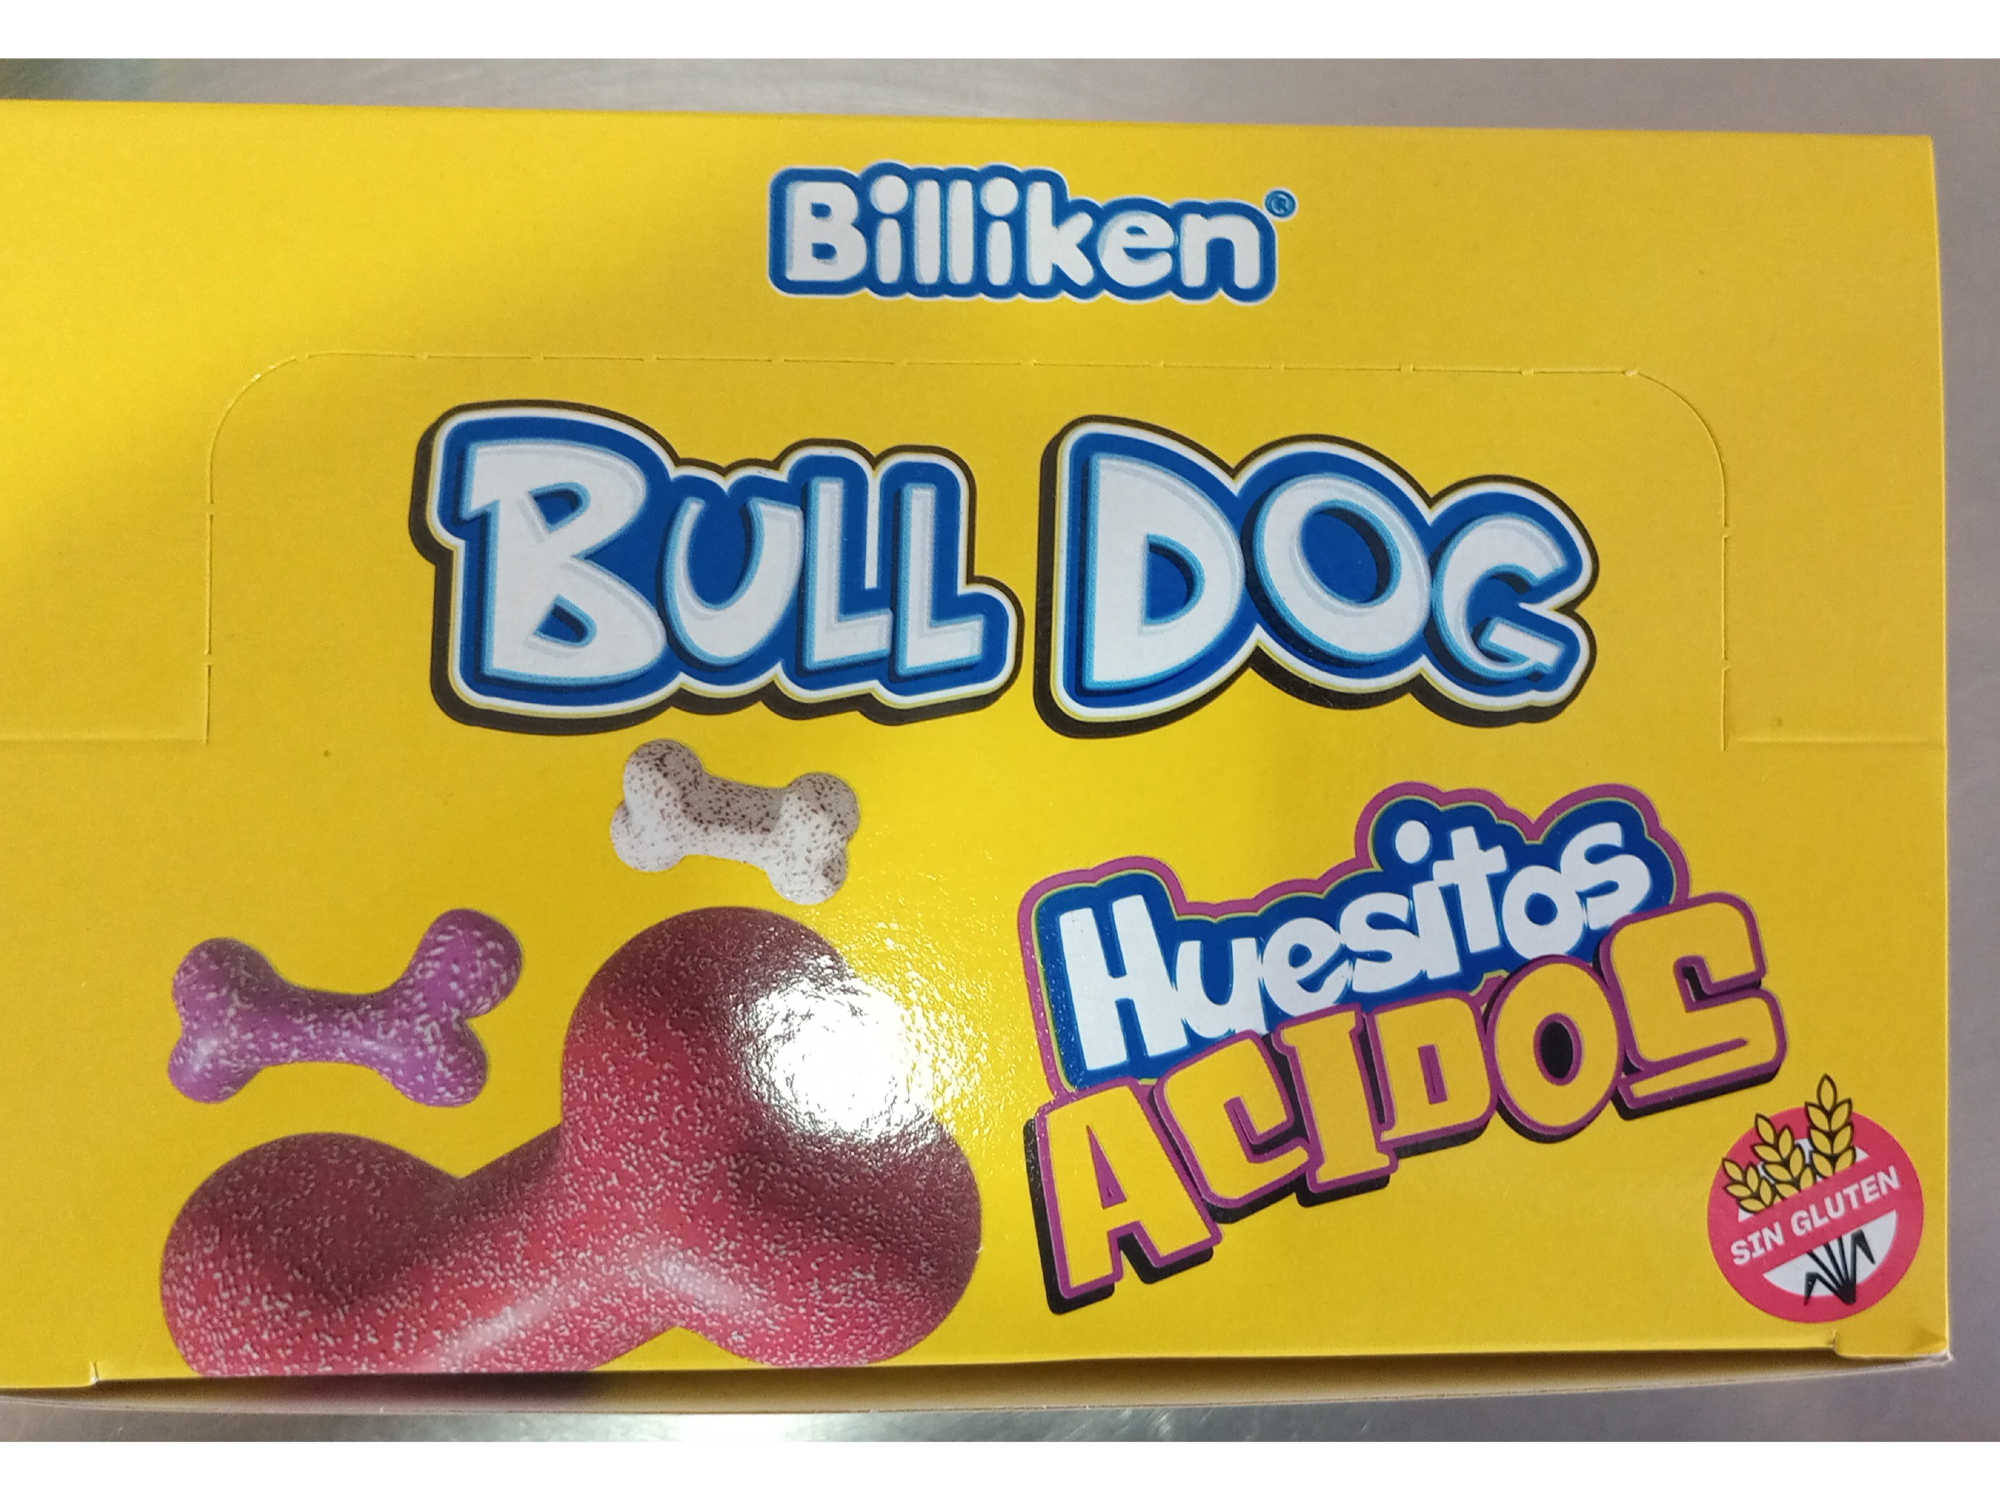 Billiken®
BULL DOG
Huesitos
ACIDOS
SIN GLUTEN